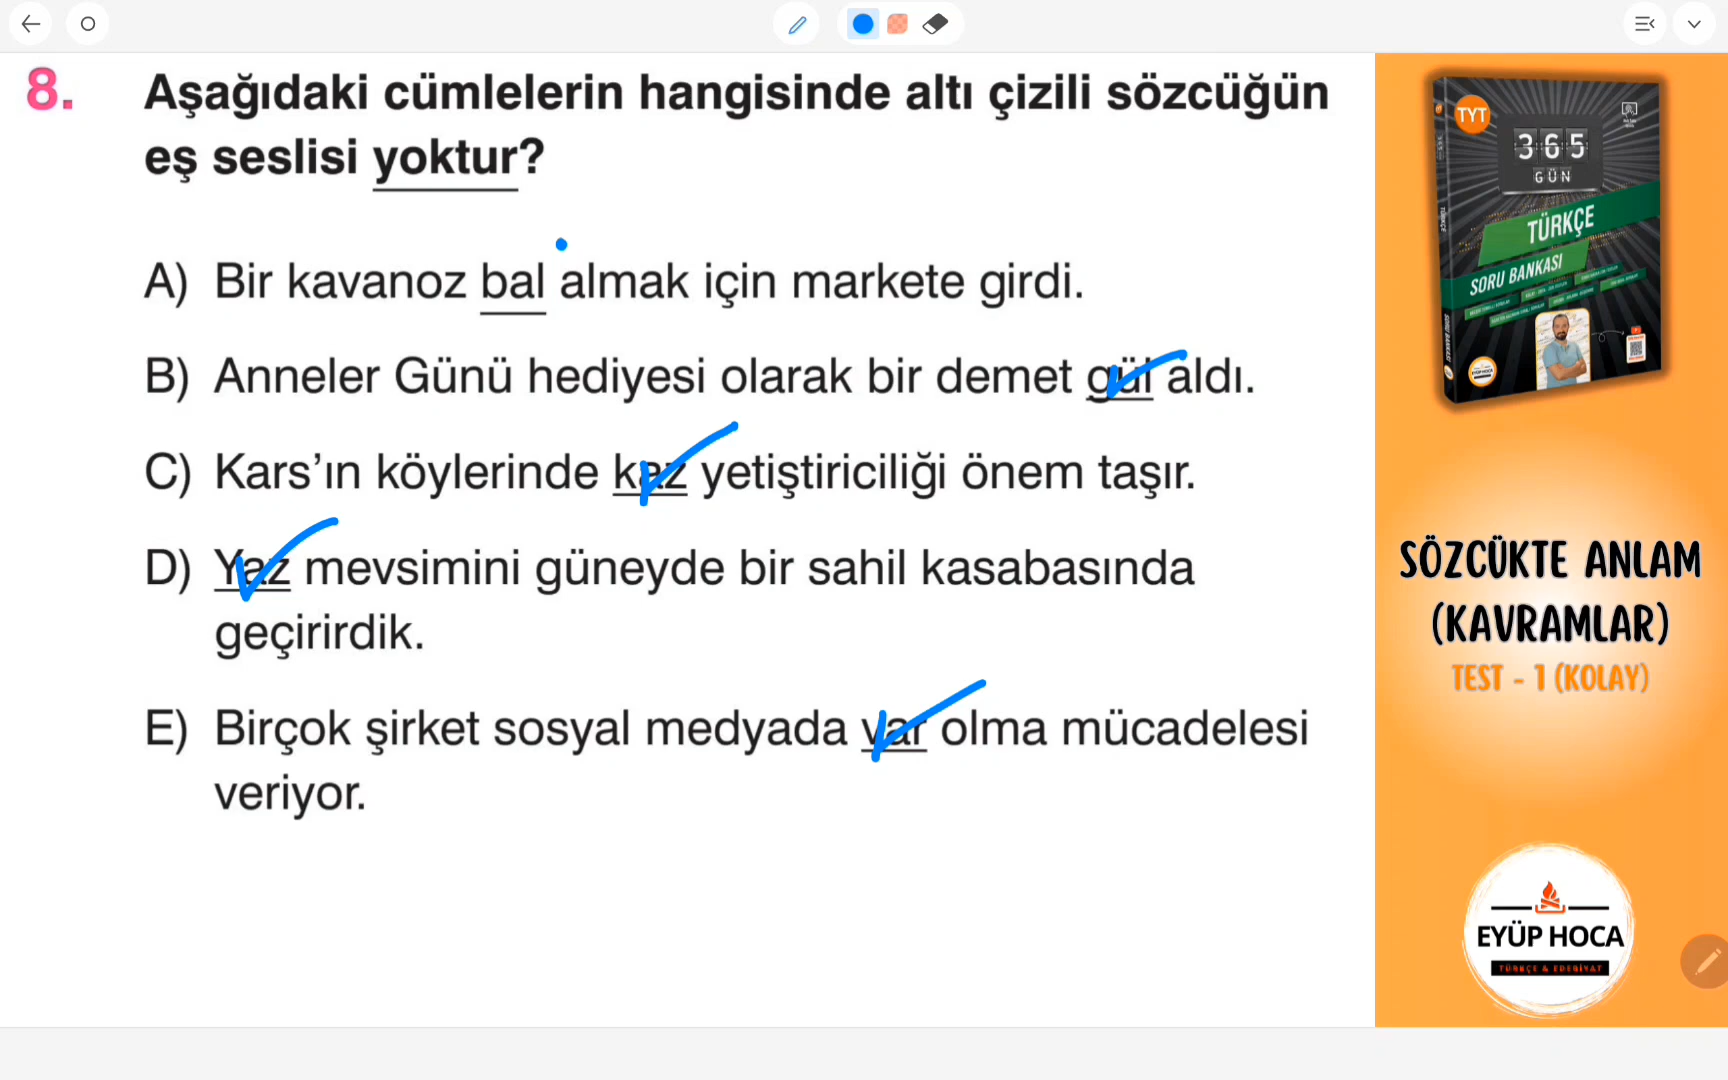 8. Aşağıdaki cümlelerin hangisinde altı çizili sözcüğün
eş seslisi yoktur?
A) Bir kavanoz bal almak için markete girdi.
B) Anneler Günü hediyesi olarak bir demet gül aldı.
C) Kars’ın köylerinde kaz yetiştiriciliği önem taşır.
D) Yaz mevsimini güneyde bir sahil kasabasında
geçirirdik.
E) Birçok şirket sosyal medyada var olma mücadelesi
veriyor.
TYT
365
GÜN
TÜRKÇE
SORU BANKASI
SÖZCÜKTE ANLAM
(KAVRAMLAR)
TEST - 1 (KOLAY)
EYÜP HOCA
TÜRKÇE & EDEBİYAT